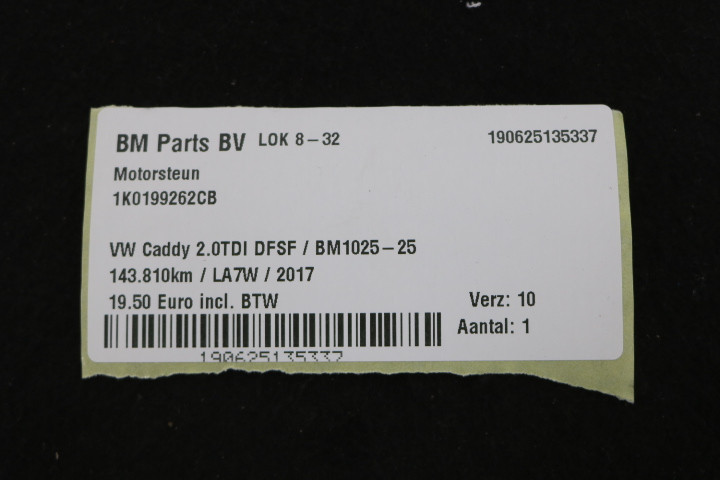 BM Parts BV LOK 8-32 190625135337
Motorsteun
1K0199262CB
VW Caddy 2.0TDI DFSF / BM1025-25
143.810km / LA7W / 2017
19.50 Euro incl. BTW Verz: 10
Aantal: 1
190625135337